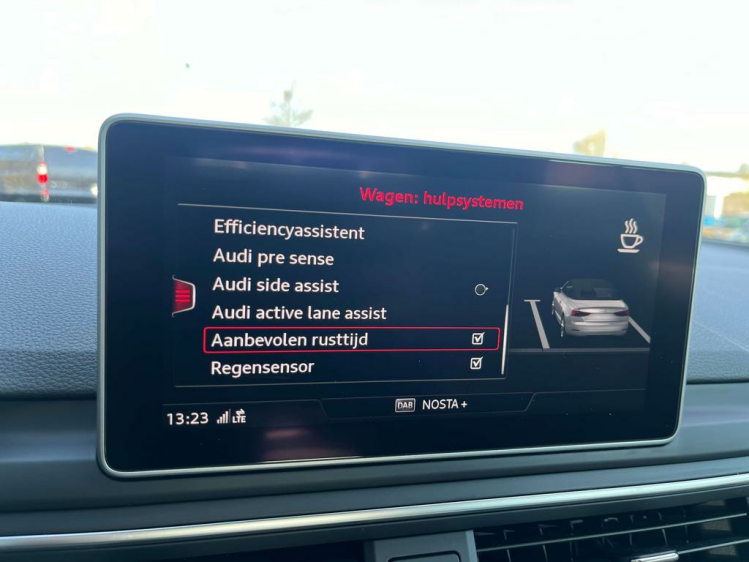 Wagen: hulpsystemen
Efficiencyassistent
Audi pre sense
Audi side assist
Audi active lane assist
Aanbevolen rusttijd
Regensensor
13:23 LTE
DAB NOSTA +